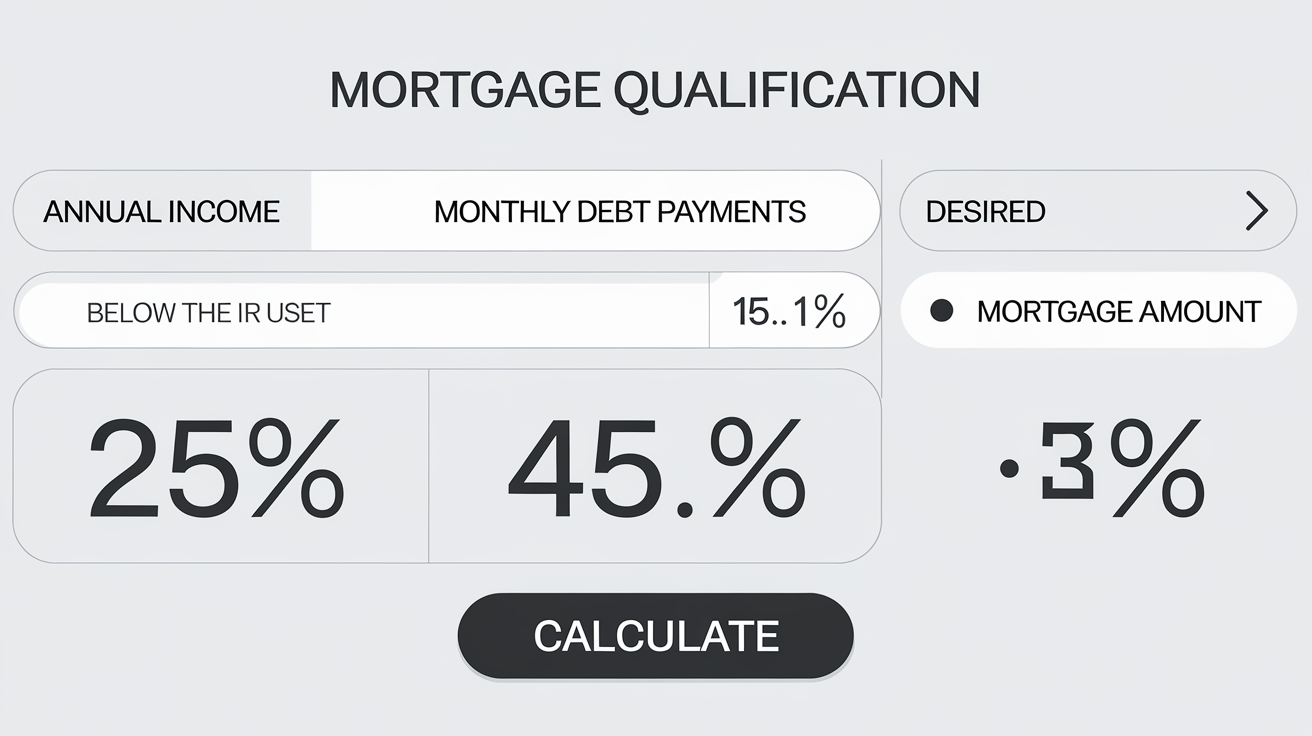 MORTGAGE QUALIFICATION
ANNUAL INCOME MONTHLY DEBT PAYMENTS DESIRED
BELOW THE IR USET 15..1% MORTGAGE AMOUNT
25% 45.% ·3%
CALCULATE